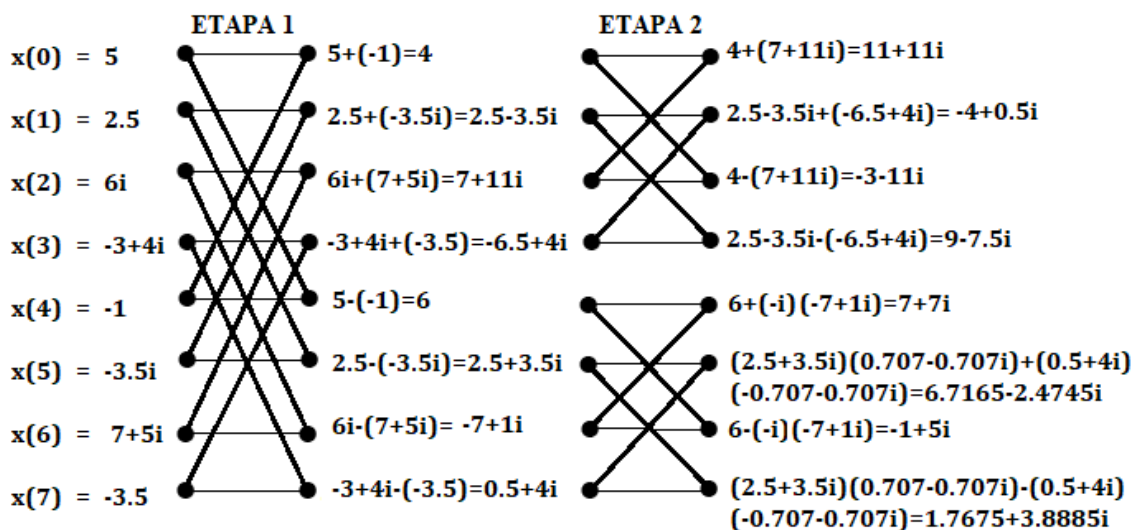 ETAPA 1
ETAPA 2
x(0) = 5
5+(-1)=4
4+(7+11i)=11+11i
x(1) = 2.5
2.5+(-3.5i)=2.5-3.5i
2.5-3.5i+(-6.5+4i)= -4+0.5i
x(2) = 6i
6i+(7+5i)=7+11i
4-(7+11i)=-3-11i
x(3) = -3+4i
-3+4i+(-3.5)=-6.5+4i
2.5-3.5i-(-6.5+4i)=9-7.5i
x(4) = -1
5-(-1)=6
6+(-i)(-7+1i)=7+7i
x(5) = -3.5i
2.5-(-3.5i)=2.5+3.5i
(2.5+3.5i)(0.707-0.707i)+(0.5+4i)
(-0.707-0.707i)=6.7165-2.4745i
x(6) = 7+5i
6i-(7+5i)= -7+1i
6-(-i)(-7+1i)=-1+5i
x(7) = -3.5
-3+4i-(-3.5)=0.5+4i
(2.5+3.5i)(0.707-0.707i)-(0.5+4i)
(-0.707-0.707i)=1.7675+3.8885i